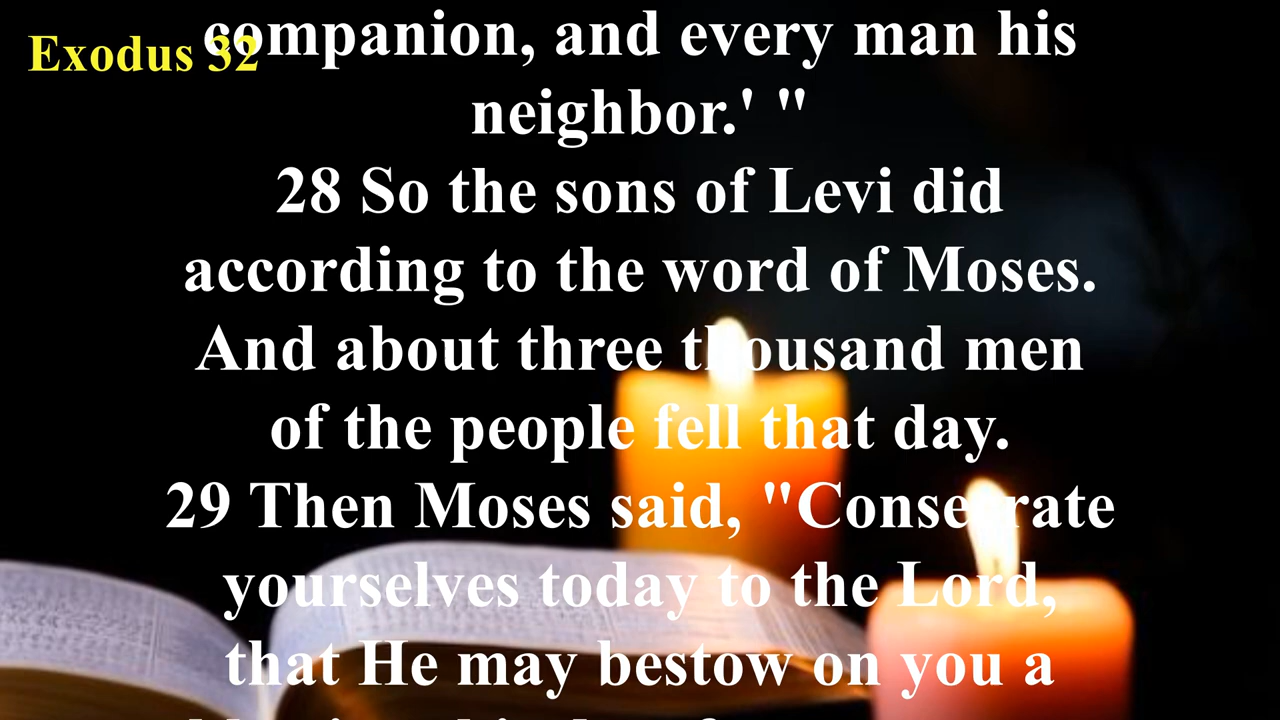 Exodus 32
companion, and every man his
neighbor.' "
28 So the sons of Levi did
according to the word of Moses.
And about three thousand men
of the people fell that day.
29 Then Moses said, "Consecrate
yourselves today to the Lord,
that He may bestow on you a